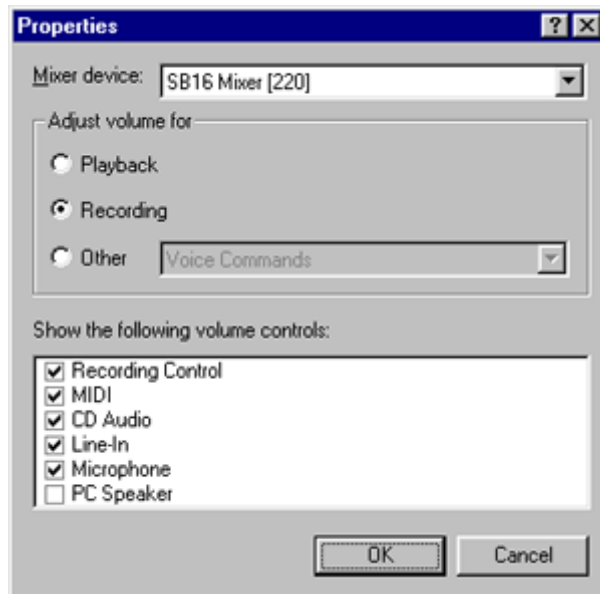 Properties
Mixer device: SB16 Mixer [220]
Adjust volume for
Playback
Recording
Other Voice Commands
Show the following volume controls:
Recording Control
MIDI
CD Audio
Line-In
Microphone
PC Speaker
OK Cancel